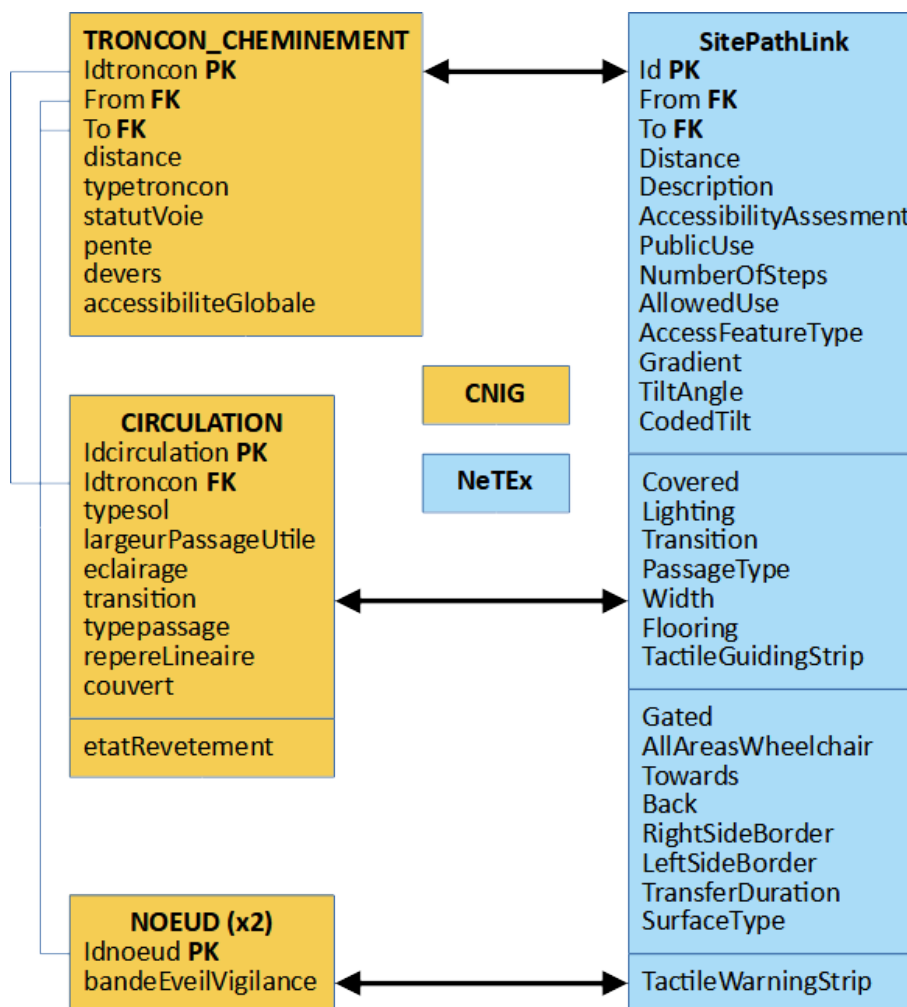 TRONCON_CHEMINEMENT
Idtroncon PK
From FK
To FK
distance
typetroncon
statutVoie
pente
devers
accessibiliteGlobale
SitePathLink
Id PK
From FK
To FK
Distance
Description
AccessibilityAssesment
PublicUse
NumberOfSteps
AllowedUse
AccessFeatureType
Gradient
TiltAngle
CodedTilt
CNIG
NeTEx
CIRCULATION
Idcirculation PK
Idtroncon FK
typesol
largeurPassageUtile
eclairage
transition
typepassage
repereLineaire
couvert
etatRevetement
Covered
Lighting
Transition
PassageType
Width
Flooring
TactileGuidingStrip
Gated
AllAreasWheelchair
Towards
Back
RightSideBorder
LeftSideBorder
TransferDuration
SurfaceType
NOEUD (x2)
Idnoeud PK
bandeEveilVigilance
TactileWarningStrip